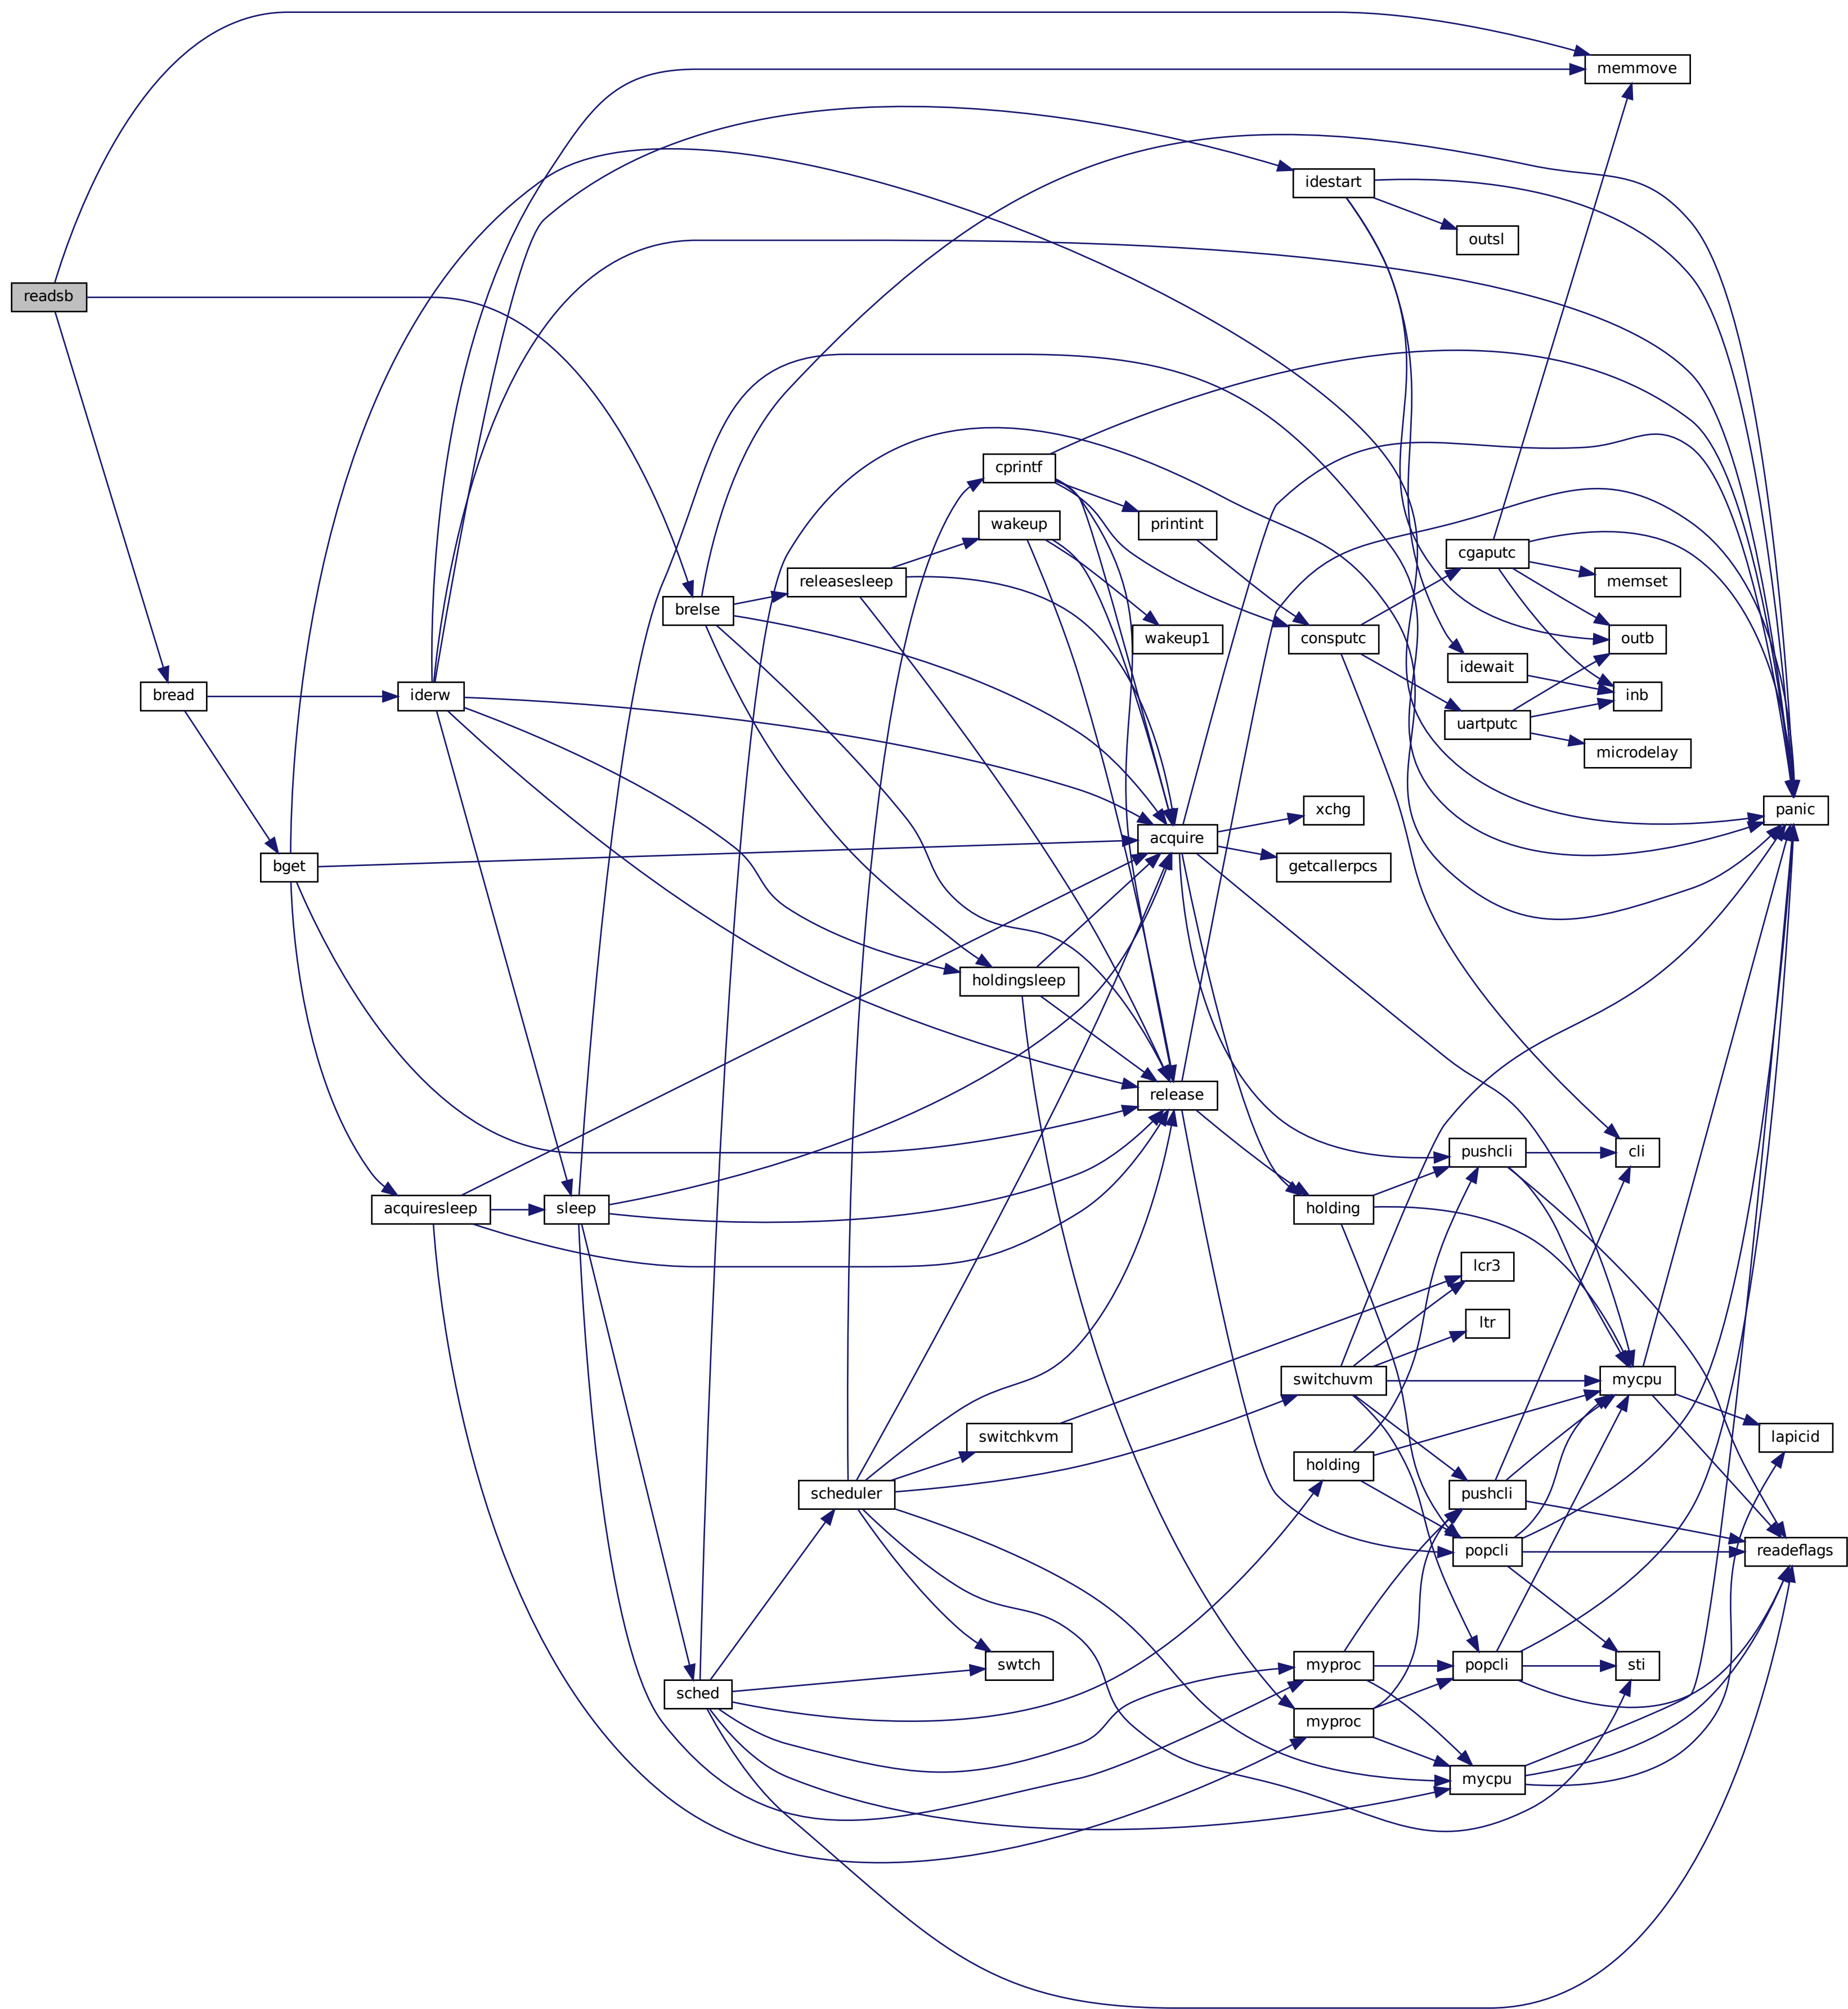 memmove
idestart
outsl
readsb
cprintf
wakeup
printint
cgaputc
releasesleep
memset
brelse
wakeup1
consputc
outb
idewait
bread
iderw
inb
uartputc
microdelay
xchg
panic
acquire
bget
getcallerpcs
holdingsleep
release
pushcli
cli
acquiresleep
sleep
holding
lcr3
ltr
switchuvm
mycpu
switchkvm
lapicid
holding
scheduler
pushcli
popcli
readeflags
swtch
myproc
popcli
sti
sched
myproc
mycpu